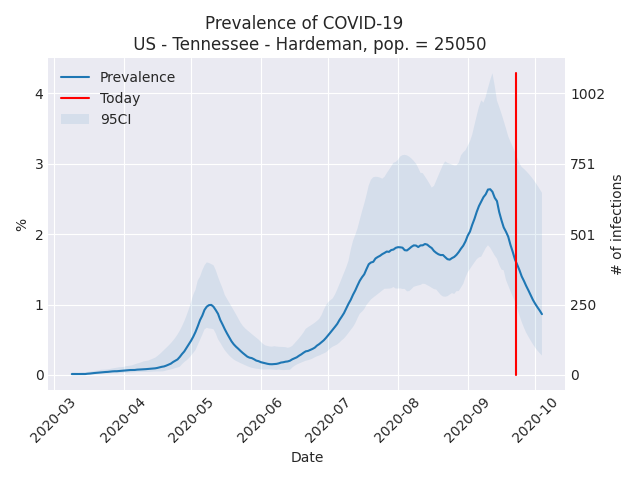 Prevalence of COVID-19
US - Tennessee - Hardeman, pop. = 25050
Prevalence
Today
95CI
%
4
3
2
1
0
1002
751
501
250
0
# of infections
2020-03
2020-04
2020-05
2020-06
2020-07
2020-08
2020-09
2020-10
Date